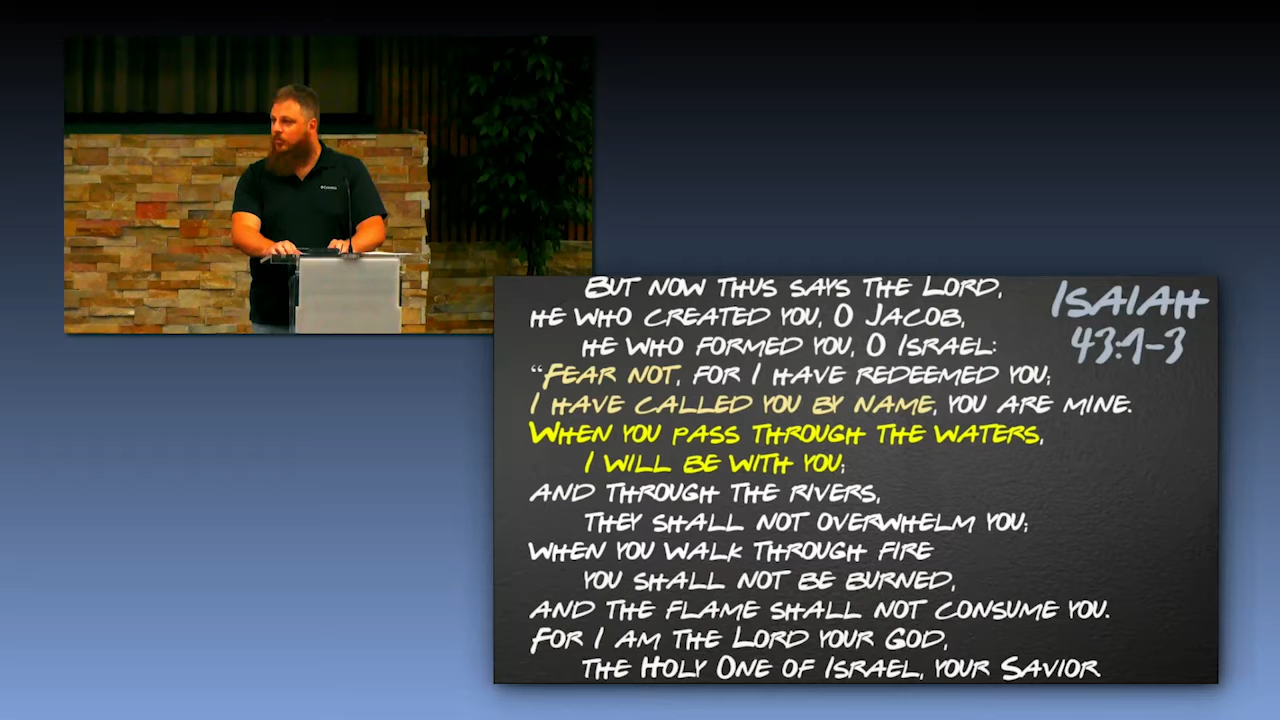 But now thus says the Lord,
he who created you, O Jacob,
he who formed you, O Israel:
“Fear not, for I have redeemed you;
I have called you by name, you are mine.
When you pass through the waters,
I will be with you;
and through the rivers,
they shall not overwhelm you;
when you walk through fire
you shall not be burned,
and the flame shall not consume you.
For I am the Lord your God,
the Holy One of Israel, your Savior.
Isaiah
43:1-3